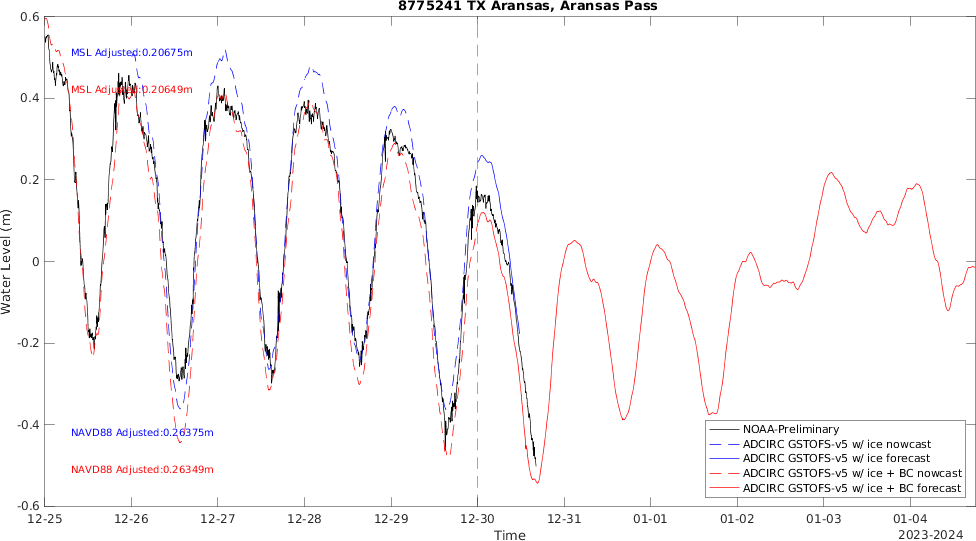 8775241 TX Aransas, Aransas Pass
0.6
0.4
0.2
0
-0.2
-0.4
-0.6
Water Level (m)
MSL Adjusted:0.20675m
MSL Adjusted:0.20649m
NAVD88 Adjusted:0.26375m
NAVD88 Adjusted:0.26349m
NOAA-Preliminary
ADCIRC GSTOFS-v5 w/ ice nowcast
ADCIRC GSTOFS-v5 w/ ice forecast
ADCIRC GSTOFS-v5 w/ ice + BC nowcast
ADCIRC GSTOFS-v5 w/ ice + BC forecast
12-25 12-26 12-27 12-28 12-29 12-30 12-31 01-01 01-02 01-03 01-04
Time
2023-2024